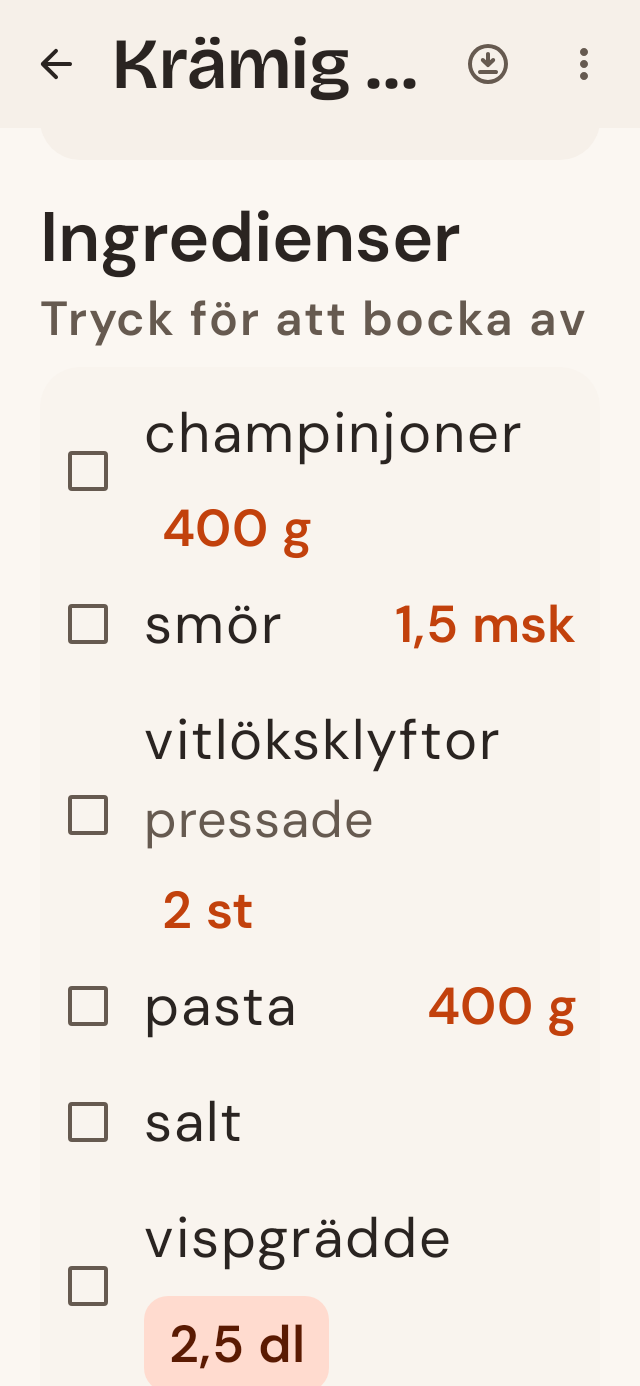 Krämig ...
Ingredienser
Tryck för att bocka av
champinjoner
400 g
smör 1,5 msk
vitlöksklyftor
pressade
2 st
pasta 400 g
salt
vispgrädde
2,5 dl